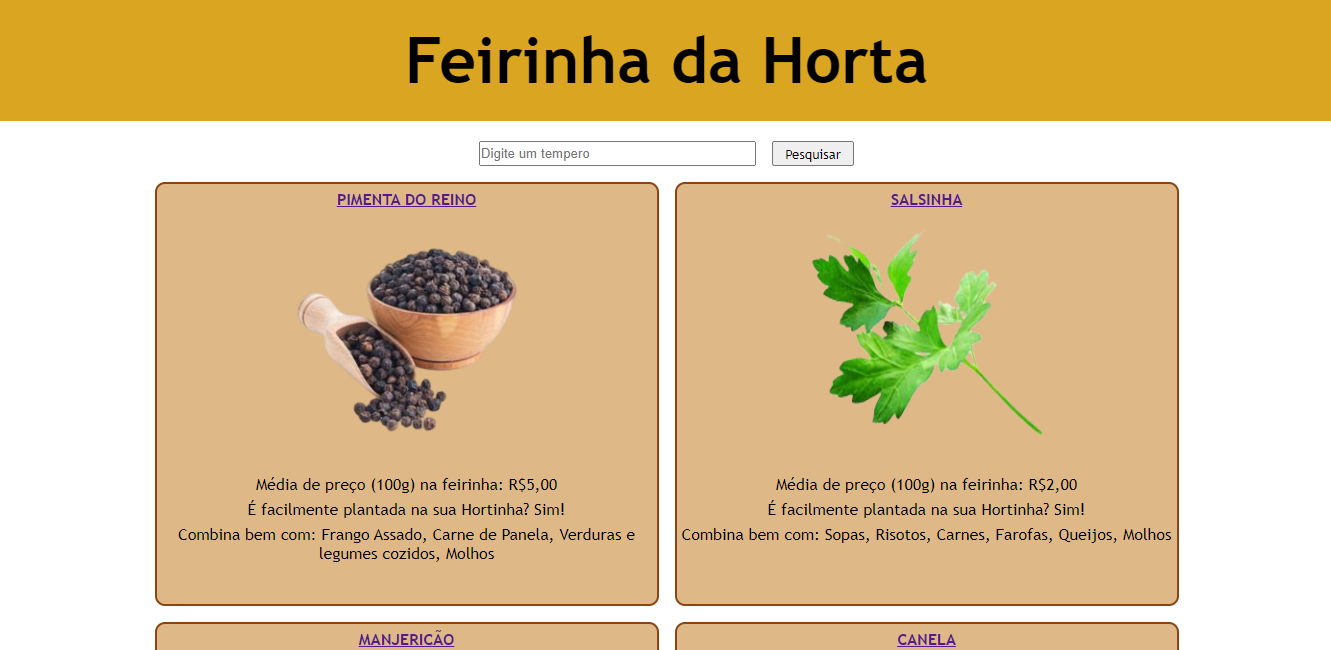 Feirinha da Horta
Digite um tempero
Pesquisar
PIMENTA DO REINO
Média de preço (100g) na feirinha: R$5,00
É facilmente plantada na sua Hortinha? Sim!
Combina bem com: Frango Assado, Carne de Panela, Verduras e
legumes cozidos, Molhos
SALSINHA
Média de preço (100g) na feirinha: R$2,00
É facilmente plantada na sua Hortinha? Sim!
Combina bem com: Sopas, Risotos, Carnes, Farofas, Queijos, Molhos
MANJERICÃO
CANELA